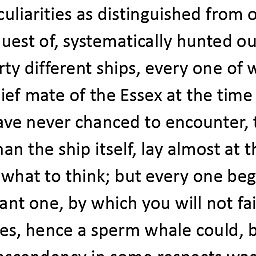 culiarities as distinguished from o
uest of, systematically hunted ou
rty different ships, every one of w
ief mate of the Essex at the time
ave never chanced to encounter,
han the ship itself, lay almost at th
what to think; but every one beg
ant one, by which you will not fai
es, hence a sperm whale could, b